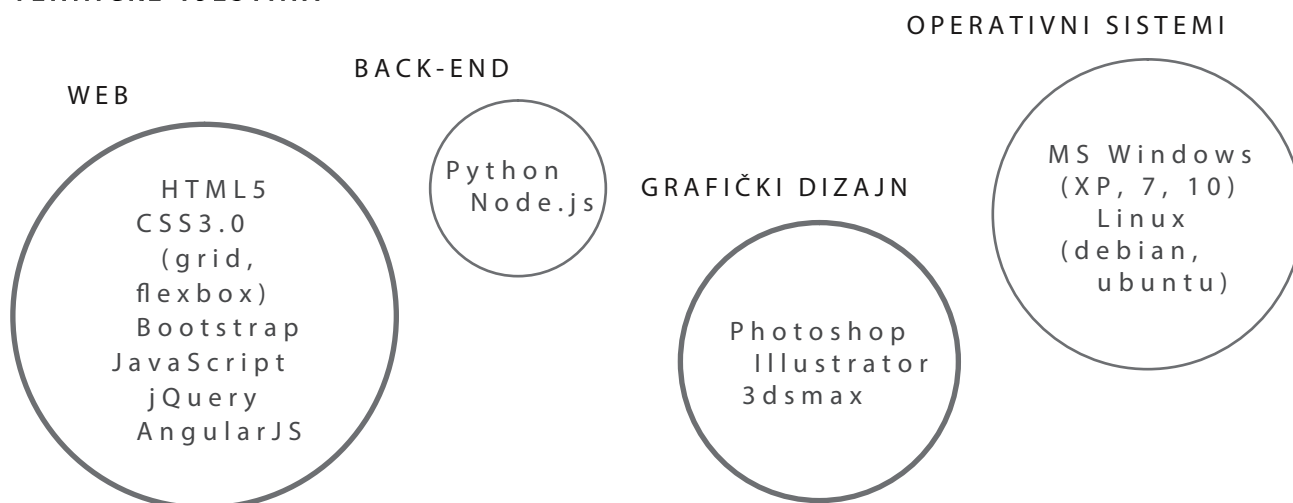 WEB
HTML5
CSS3.0
(grid,
flexbox)
Bootstrap
JavaScript
jQuery
AngularJS
BACK-END
Python
Node.js
GRAFIČKI DIZAJN
Photoshop
Illustrator
3dsmax
OPERATIVNI SISTEMI
MS Windows
(XP, 7, 10)
Linux
(debian,
ubuntu)